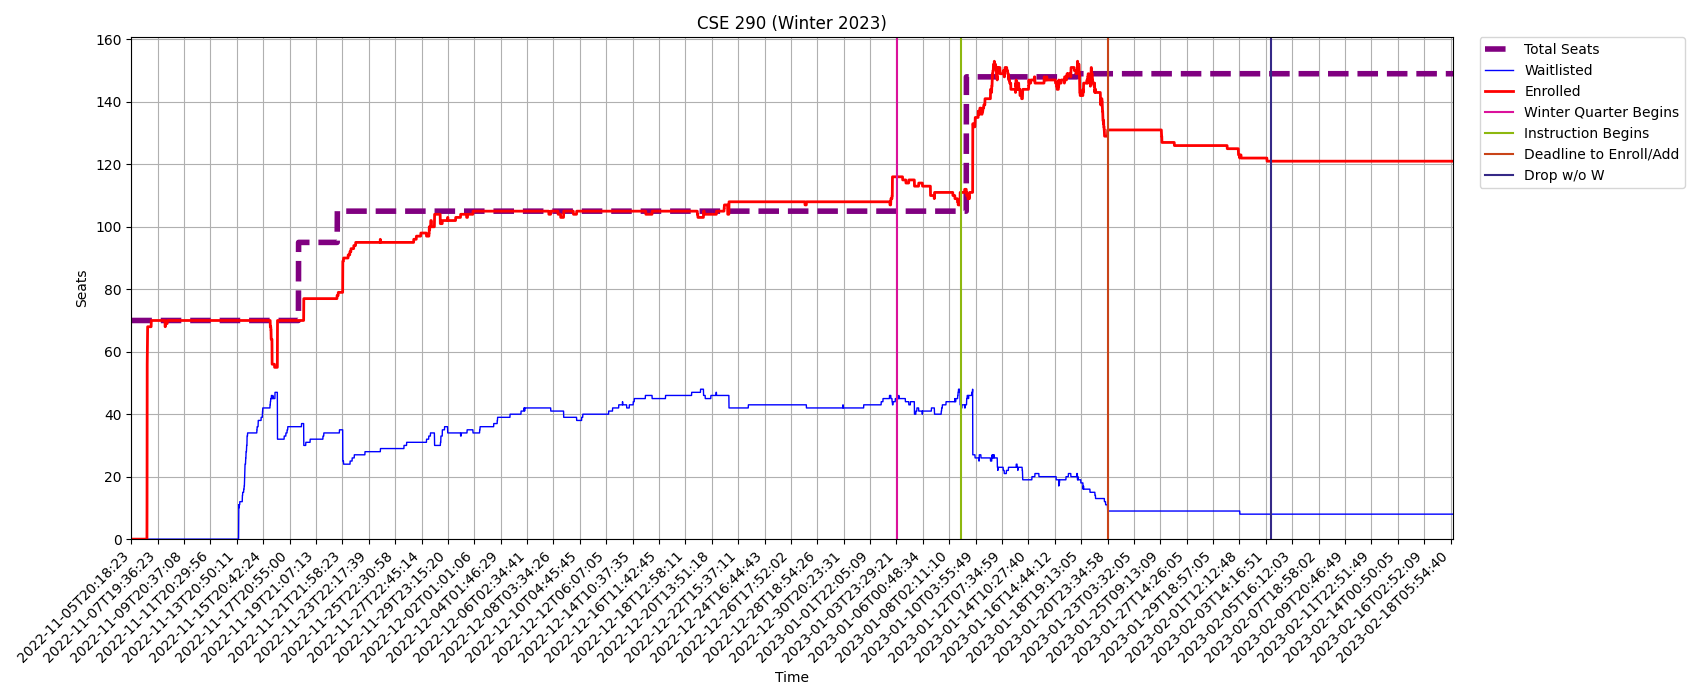 CSE 290 (Winter 2023)
160
140
120
100
80
60
40
20
0
Seats
Total Seats
Waitlisted
Enrolled
Winter Quarter Begins
Instruction Begins
Deadline to Enroll/Add
Drop w/o W
2022-11-05T20:18:23
2022-11-07T19:36:23
2022-11-09T20:37:08
2022-11-11T20:29:56
2022-11-13T20:50:11
2022-11-15T20:42:24
2022-11-17T20:55:00
2022-11-19T21:07:13
2022-11-21T21:58:23
2022-11-23T22:17:39
2022-11-25T22:30:58
2022-11-27T22:45:14
2022-11-29T23:15:20
2022-12-02T01:01:06
2022-12-04T01:46:29
2022-12-06T02:34:41
2022-12-08T03:34:26
2022-12-10T04:45:45
2022-12-12T06:07:05
2022-12-14T10:37:35
2022-12-16T11:42:45
2022-12-18T12:58:11
2022-12-20T13:51:18
2022-12-22T15:37:11
2022-12-24T16:44:43
2022-12-26T17:52:02
2022-12-28T18:54:26
2022-12-30T20:23:31
2023-01-01T22:05:09
2023-01-03T23:29:21
2023-01-06T00:48:34
2023-01-08T02:11:10
2023-01-10T03:55:49
2023-01-12T07:34:59
2023-01-14T10:27:40
2023-01-16T14:44:12
2023-01-18T19:13:05
2023-01-20T23:34:58
2023-01-23T03:32:05
2023-01-25T09:13:09
2023-01-27T14:26:05
2023-01-29T18:57:05
2023-02-01T12:12:48
2023-02-03T14:16:51
2023-02-05T16:12:03
2023-02-07T18:58:02
2023-02-09T20:46:49
2023-02-11T22:51:49
2023-02-14T00:50:05
2023-02-16T02:52:09
2023-02-18T05:54:40
Time